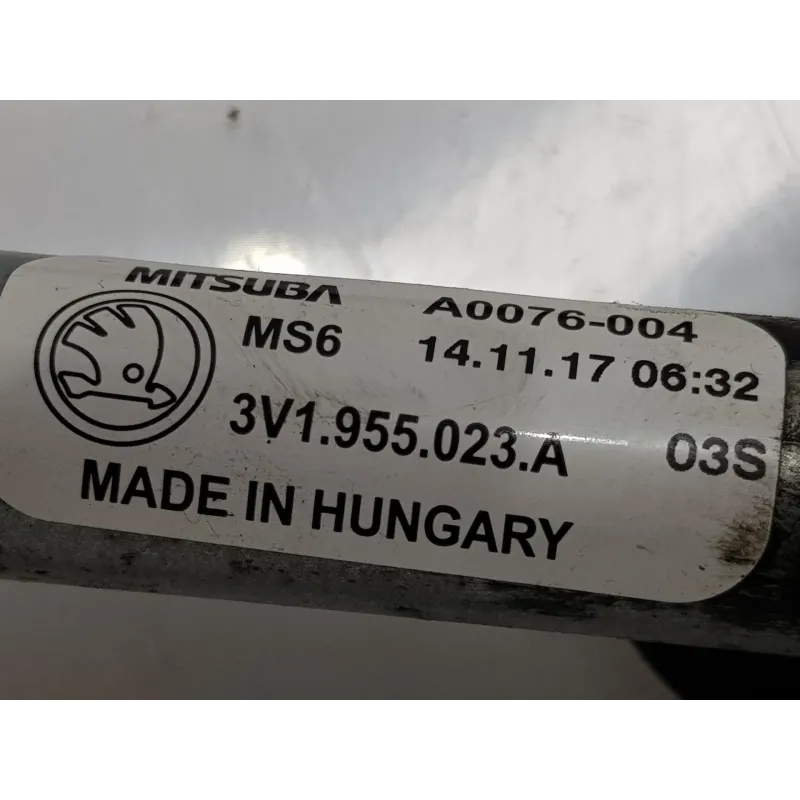 MITSUBA A0076-004
MS6 14.11.17 06:32
3V1.955.023.A 03S
MADE IN HUNGARY